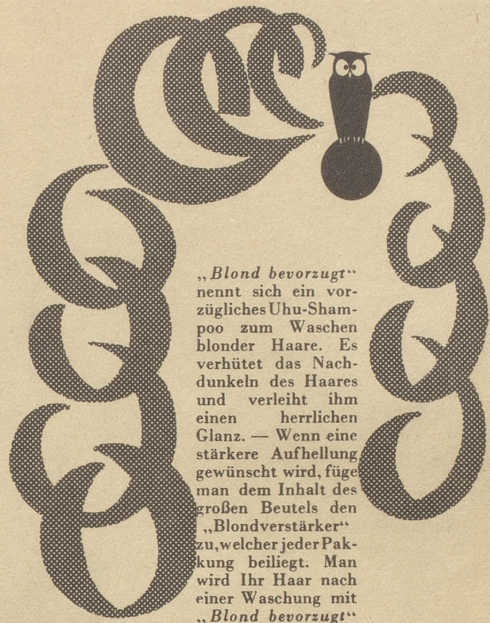 „Blond bevorzugt“
nennt sich ein vor-
zügliches Uhu-Sham-
poo zum Waschen
blonder Haare. Es
verhütet das Nach-
dunkeln des Haares
und verleiht ihm
einen herrlichen
Glanz. — Wenn eine
stärkere Aufhellung
gewünscht wird, füge
man dem Inhalt des
großen Beutels den
„Blondverstärker“
zu, welcher jeder Pak-
kung beiliegt. Man
wird Ihr Haar nach
einer Waschung mit
„Blond bevorzugt“